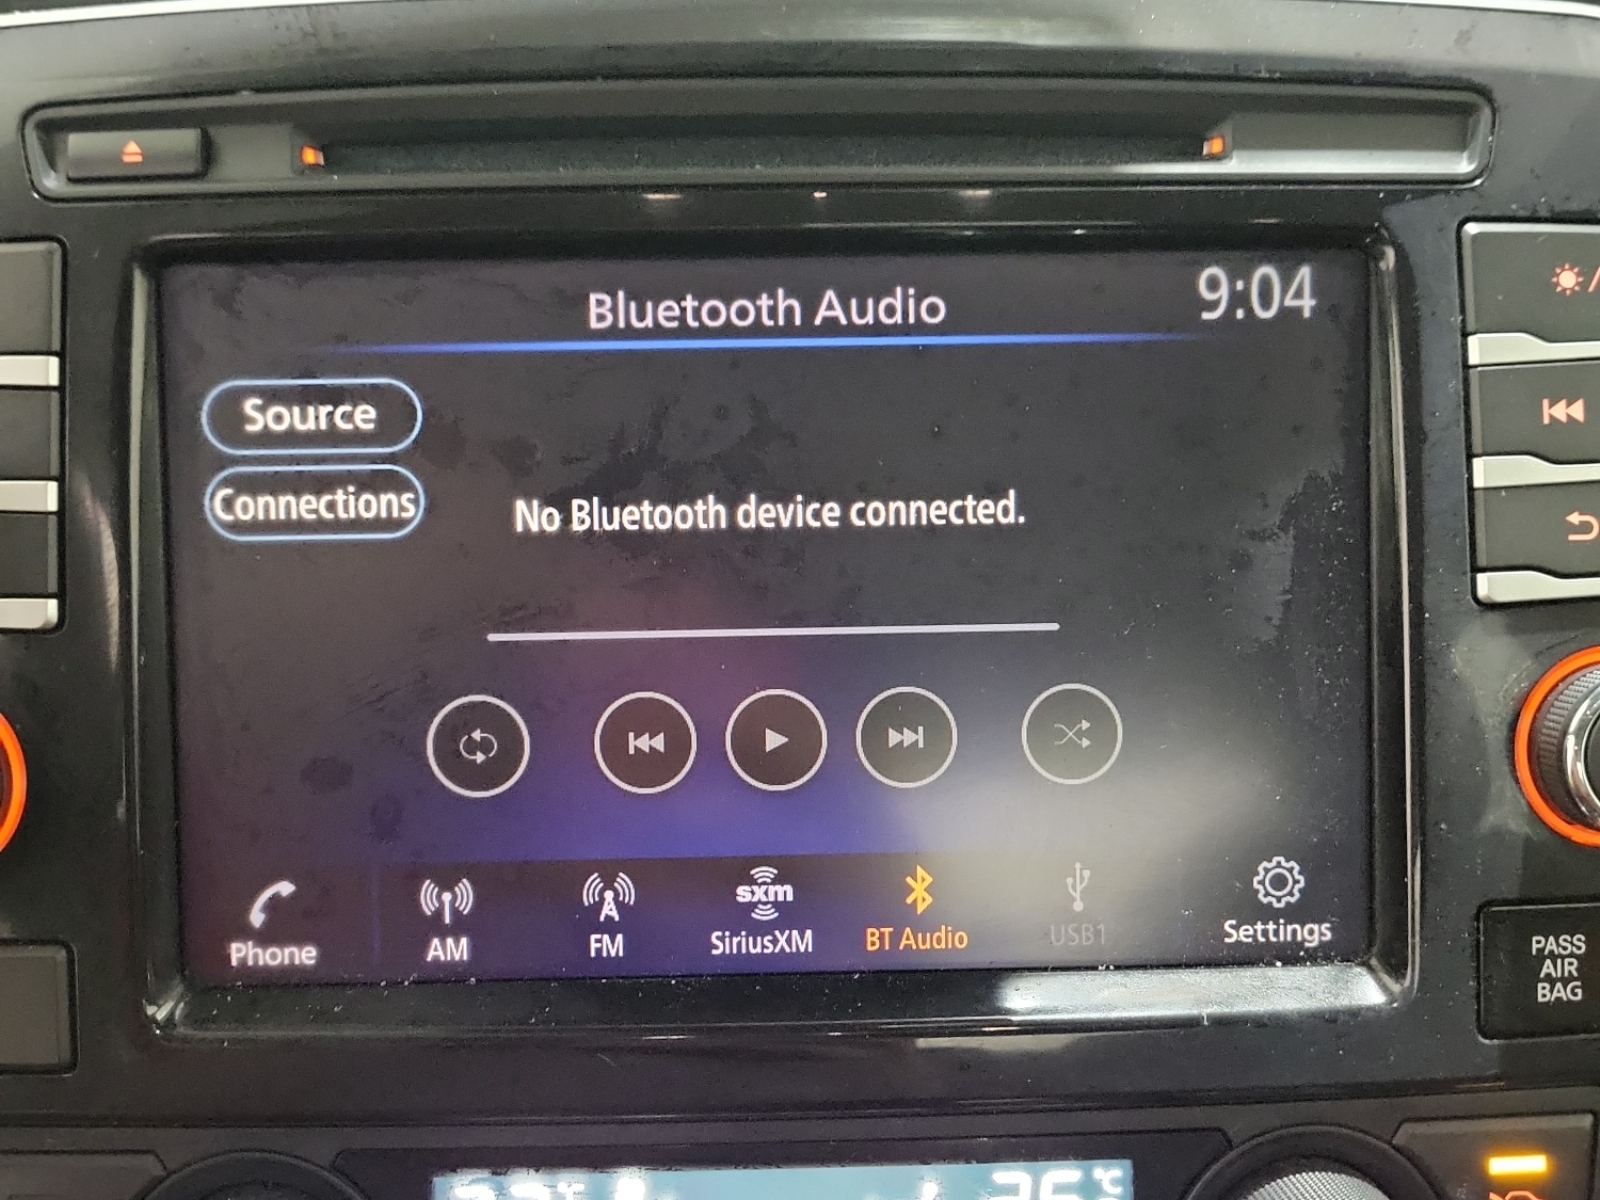 Bluetooth Audio
9:04
Source
Connections
No Bluetooth device connected.
Phone
AM
FM
sxm
SiriusXM
BT Audio
USB1
Settings
PASS
AIR
BAG